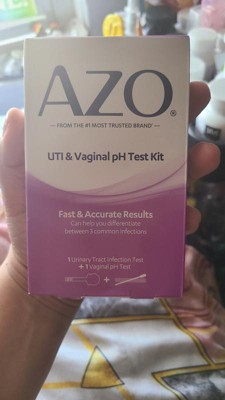 AZO®
— FROM THE #1 MOST TRUSTED BRAND* —
UTI & Vaginal pH Test Kit
Fast & Accurate Results
Can help you differentiate
between 3 common infections
1 Urinary Tract Infection Test
+ 1 Vaginal pH Test
+